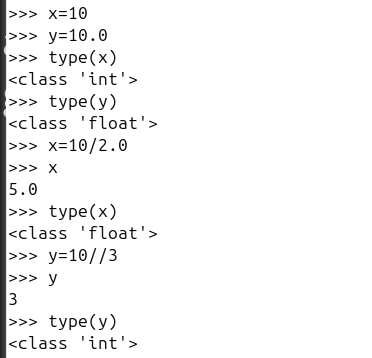 >>> x=10
>>> y=10.0
>>> type(x)
<class 'int'>
>>> type(y)
<class 'float'>
>>> x=10/2.0
>>> x
5.0
>>> type(x)
<class 'float'>
>>> y=10//3
>>> y
3
>>> type(y)
<class 'int'>